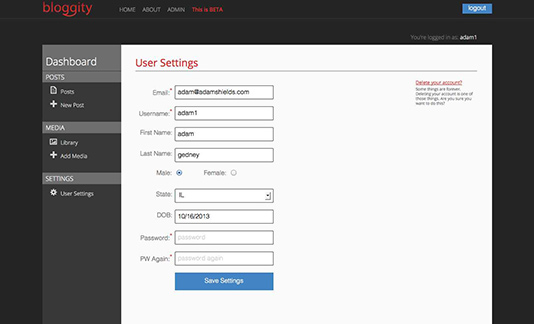 bloggity
HOME ABOUT ADMIN This is BETA
logout
You're logged in as: adam1
Dashboard
POSTS
Posts
New Post
MEDIA
Library
Add Media
SETTINGS
User Settings
User Settings
Email:* adam@adamshields.com
Username:* adam1
First Name: adam
Last Name: gedney
Male: Female:
State: IL
DOB: 10/16/2013
Password:* password
PW Again:* password again
Save Settings
Delete your account?
Some things are forever.
Deleting your account is one of
those things. Are you sure you
want to do this?